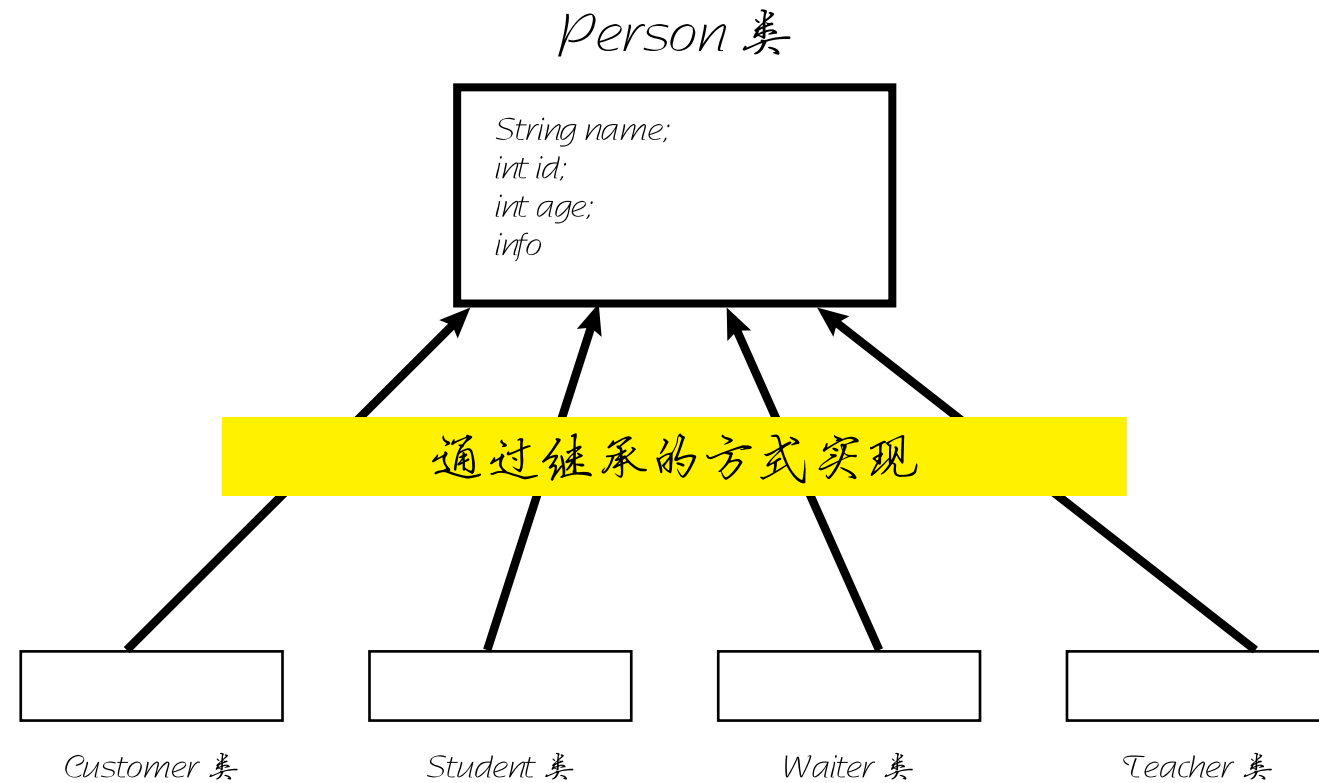 Person 类
String name;
int id;
int age;
info
通过继承的方式实现
Customer 类
Student 类
Waiter 类
Teacher 类